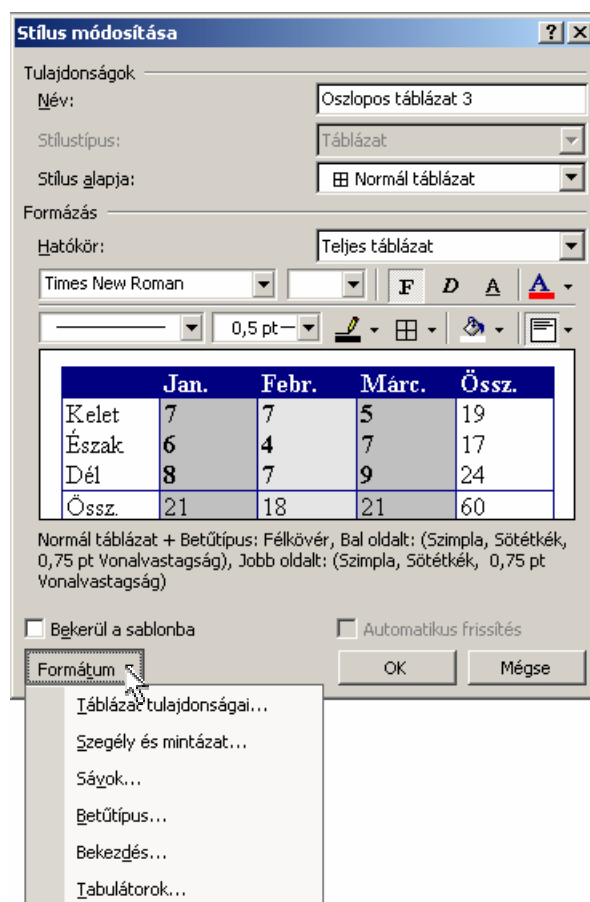 Stílus módosítása
Tulajdonságok
Név: Oszlopos táblázat 3
Stílustípus: Táblázat
Stílus alapja: Normál táblázat
Formázás
Hatókör: Teljes táblázat
Times New Roman F D A A
0,5 pt
Jan. Febr. Márc. Össz.
Kelet 7 7 5 19
Észak 6 4 7 17
Dél 8 7 9 24
Össz. 21 18 21 60
Normál táblázat + Betűtípus: Félkövér, Bal oldalt: (Szimpla, Sötétkék,
0,75 pt Vonalvastagság), Jobb oldalt: (Szimpla, Sötétkék, 0,75 pt
Vonalvastagság)
Bekerül a sablonba Automatikus frissítés
Formátum OK Mégse
Táblázat tulajdonságai...
Szegély és mintázat...
Sávok...
Betűtípus...
Bekezdés...
Tabulátorok...